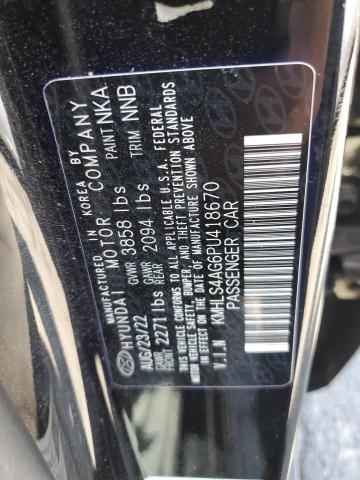 MANUFACTURED IN KOREA BY
HYUNDAI MOTOR COMPANY
AUG/23/22 GVWR 3858 lbs PAINT NKA
GAWR FRONT 2271 lbs GAWR REAR 2094 lbs TRIM NNB
THIS VEHICLE CONFORMS TO ALL APPLICABLE U.S.A. FEDERAL
MOTOR VEHICLE SAFETY, BUMPER, AND THEFT PREVENTION STANDARDS
IN EFFECT ON THE DATE OF MANUFACTURE SHOWN ABOVE
V.I.N KMHLS4AG6PU418670
PASSENGER CAR